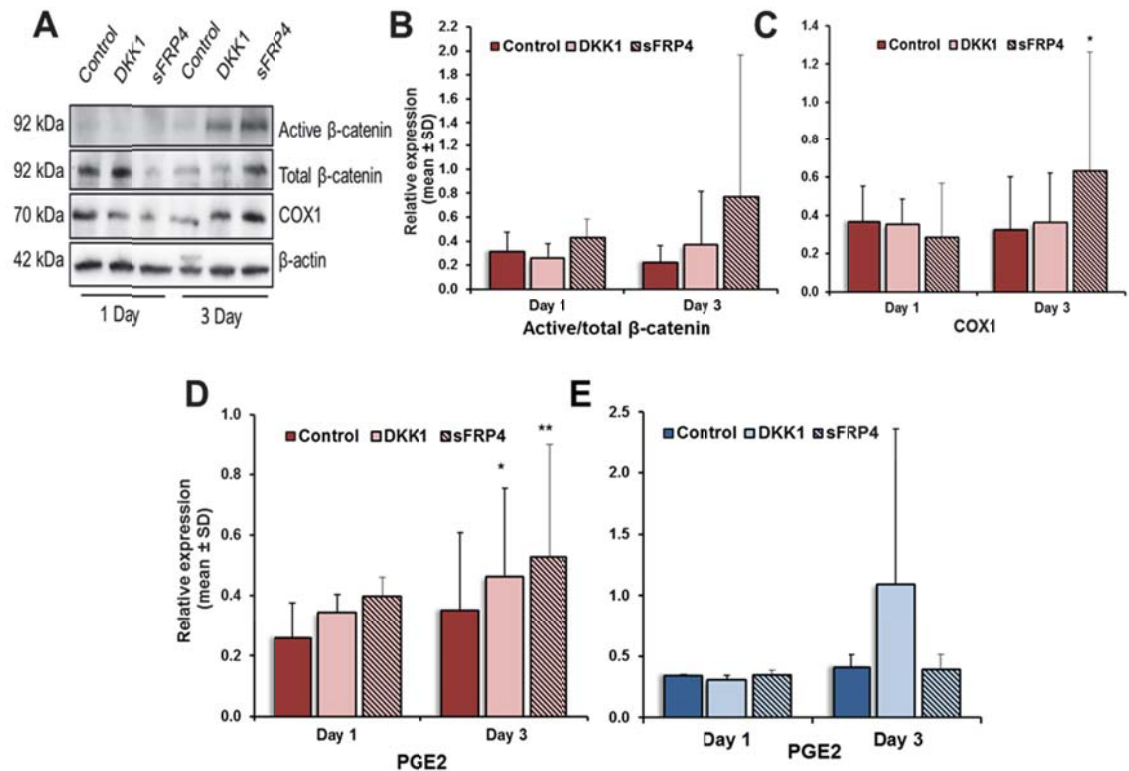 A
Control
DKK1
sFRP4
Control
DKK1
sFRP4
92 kDa
Active β-catenin
92 kDa
Total β-catenin
70 kDa
COX1
42 kDa
β-actin
1 Day
3 Day
B
Relative expression
(mean ± SD)
2.2
2.0
1.8
1.6
1.4
1.2
1.0
0.8
0.6
0.4
0.2
0.0
Control DKK1 sFRP4
Day 1 Day 3
Active/total β-catenin
C
1.4
1.2
1.0
0.8
0.6
0.4
0.2
0.0
Control DKK1 sFRP4
*
Day 1 Day 3
COX1
D
Relative expression
(mean ± SD)
1.0
0.8
0.6
0.4
0.2
0.0
Control DKK1 sFRP4
*
**
Day 1 Day 3
PGE2
E
2.5
2.0
1.5
1.0
0.5
0.0
Control DKK1 sFRP4
Day 1 Day 3
PGE2